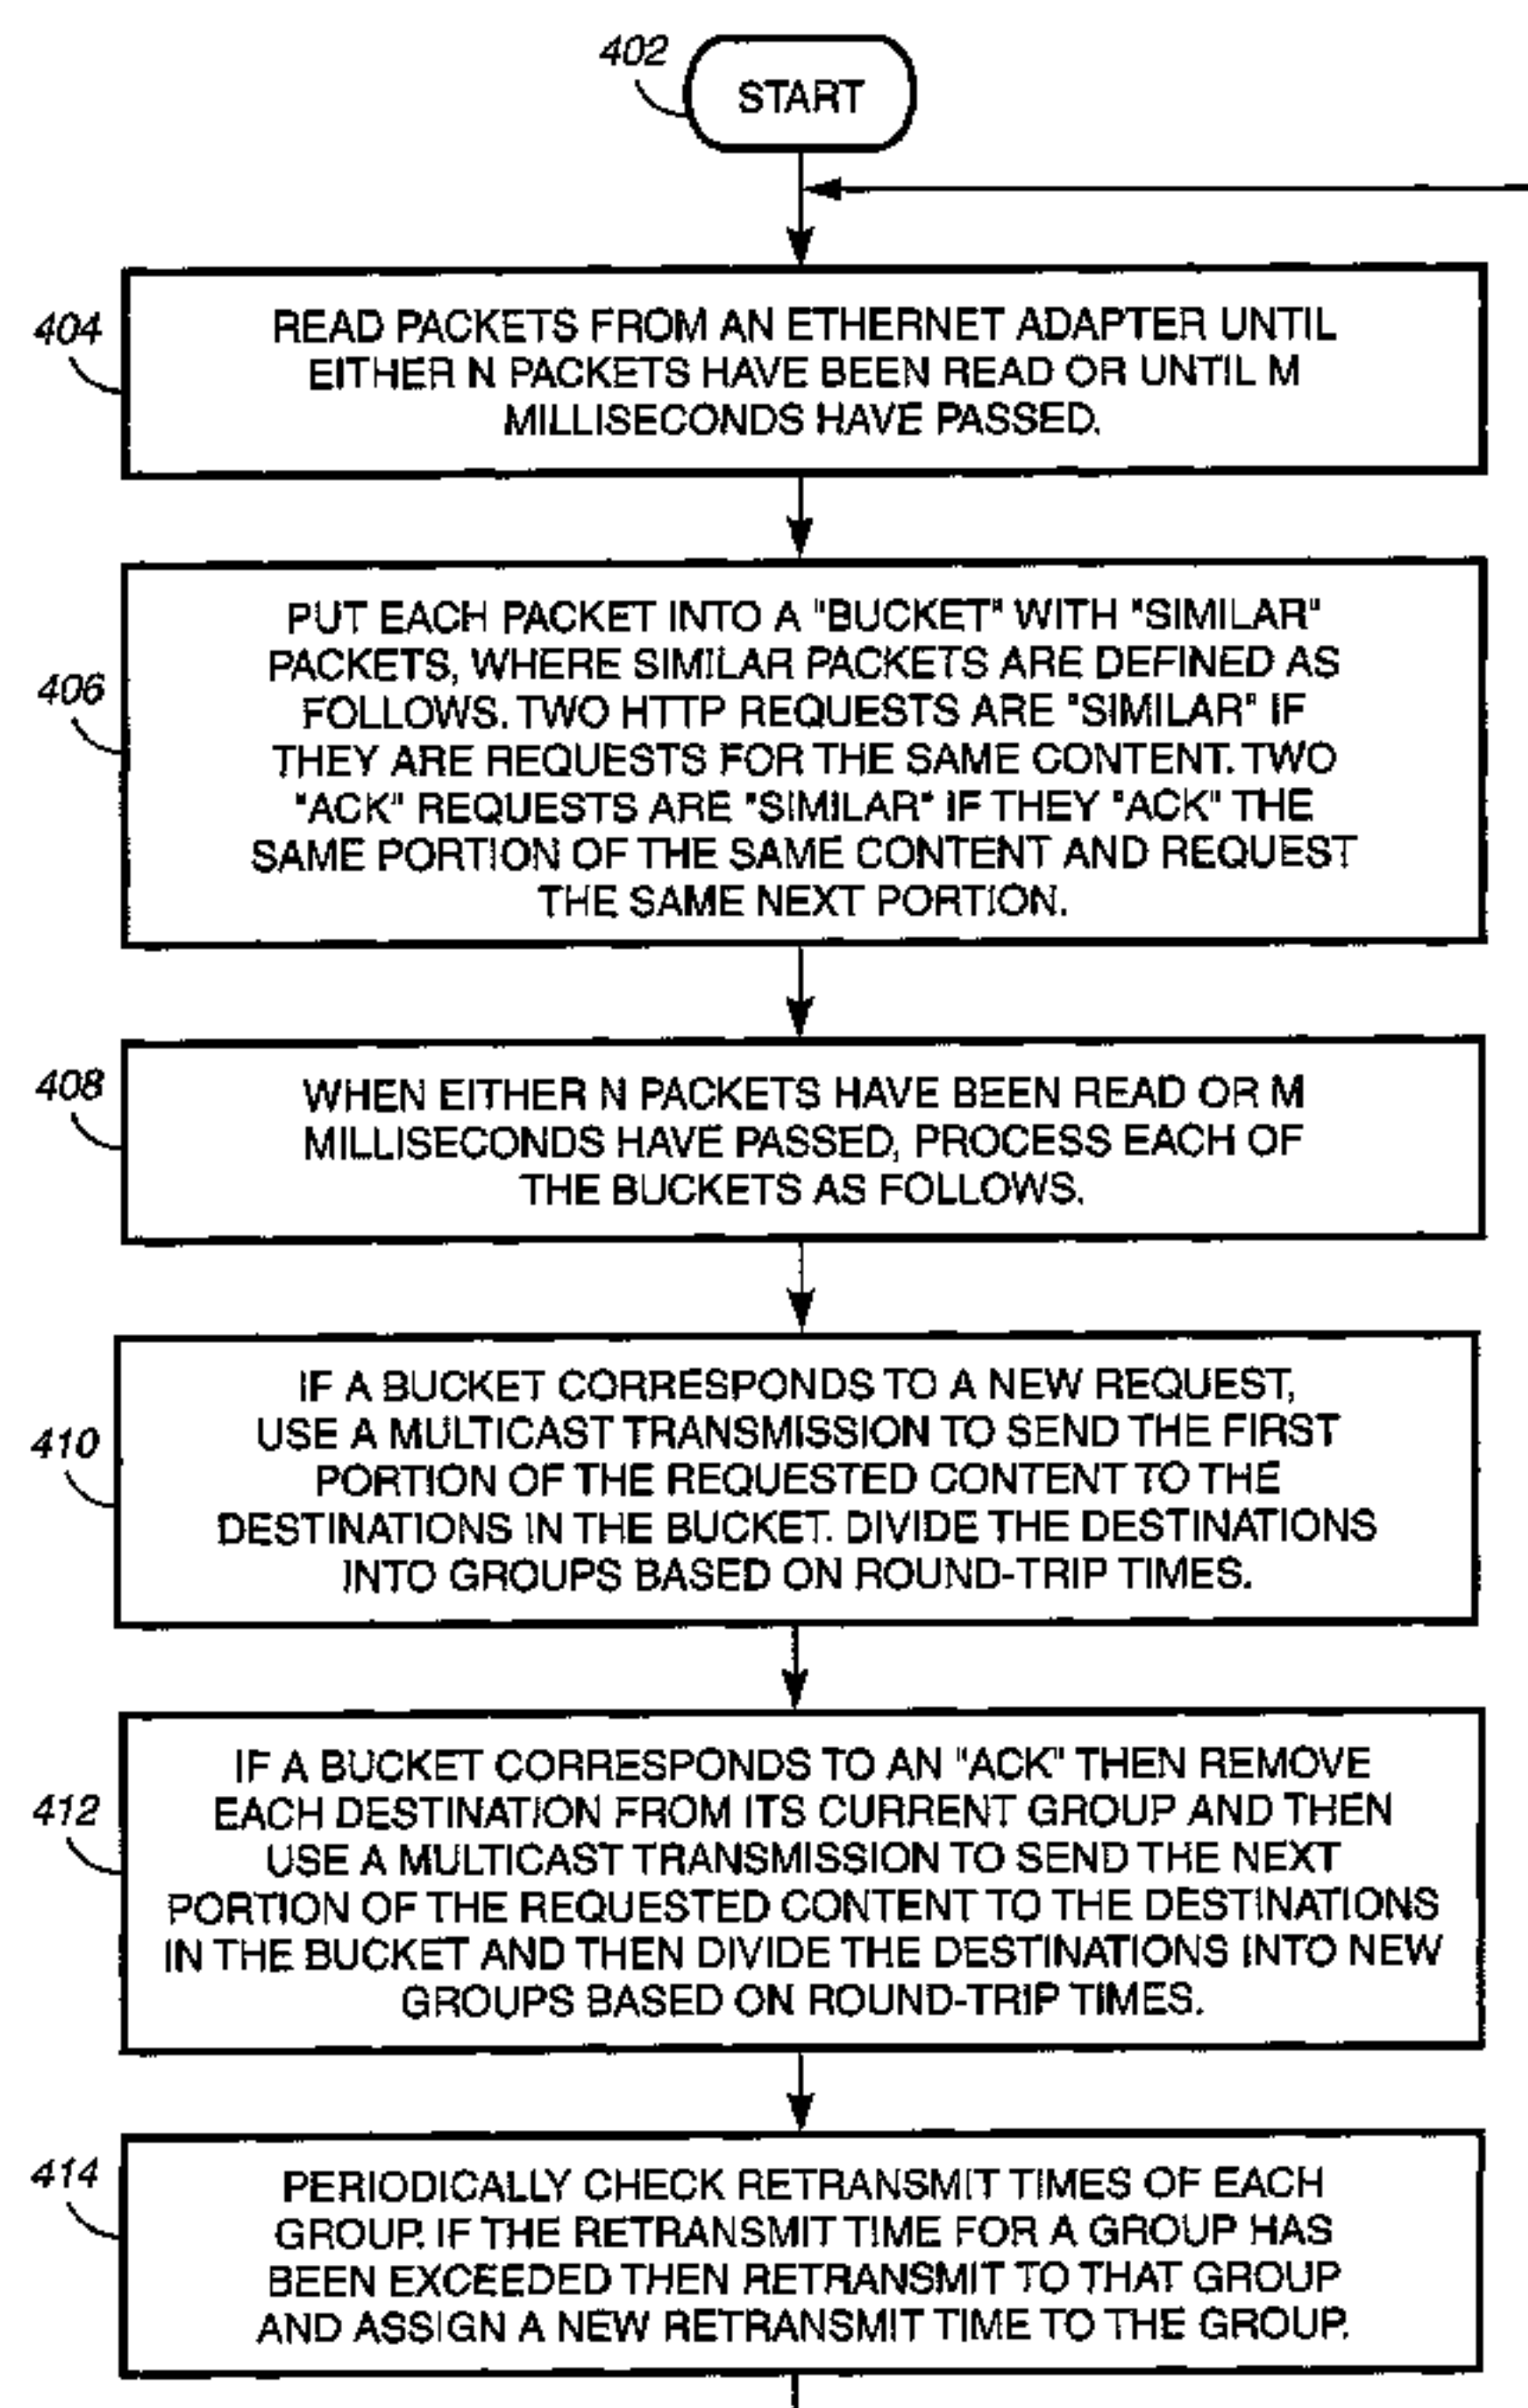 402
START
404
READ PACKETS FROM AN ETHERNET ADAPTER UNTIL
EITHER N PACKETS HAVE BEEN READ OR UNTIL M
MILLISECONDS HAVE PASSED.
406
PUT EACH PACKET INTO A "BUCKET" WITH "SIMILAR"
PACKETS, WHERE SIMILAR PACKETS ARE DEFINED AS
FOLLOWS. TWO HTTP REQUESTS ARE "SIMILAR" IF
THEY ARE REQUESTS FOR THE SAME CONTENT. TWO
"ACK" REQUESTS ARE "SIMILAR" IF THEY "ACK" THE
SAME PORTION OF THE SAME CONTENT AND REQUEST
THE SAME NEXT PORTION.
408
WHEN EITHER N PACKETS HAVE BEEN READ OR M
MILLISECONDS HAVE PASSED, PROCESS EACH OF
THE BUCKETS AS FOLLOWS.
410
IF A BUCKET CORRESPONDS TO A NEW REQUEST,
USE A MULTICAST TRANSMISSION TO SEND THE FIRST
PORTION OF THE REQUESTED CONTENT TO THE
DESTINATIONS IN THE BUCKET. DIVIDE THE DESTINATIONS
INTO GROUPS BASED ON ROUND-TRIP TIMES.
412
IF A BUCKET CORRESPONDS TO AN "ACK" THEN REMOVE
EACH DESTINATION FROM ITS CURRENT GROUP AND THEN
USE A MULTICAST TRANSMISSION TO SEND THE NEXT
PORTION OF THE REQUESTED CONTENT TO THE DESTINATIONS
IN THE BUCKET AND THEN DIVIDE THE DESTINATIONS INTO NEW
GROUPS BASED ON ROUND-TRIP TIMES.
414
PERIODICALLY CHECK RETRANSMIT TIMES OF EACH
GROUP. IF THE RETRANSMIT TIME FOR A GROUP HAS
BEEN EXCEEDED THEN RETRANSMIT TO THAT GROUP
AND ASSIGN A NEW RETRANSMIT TIME TO THE GROUP.